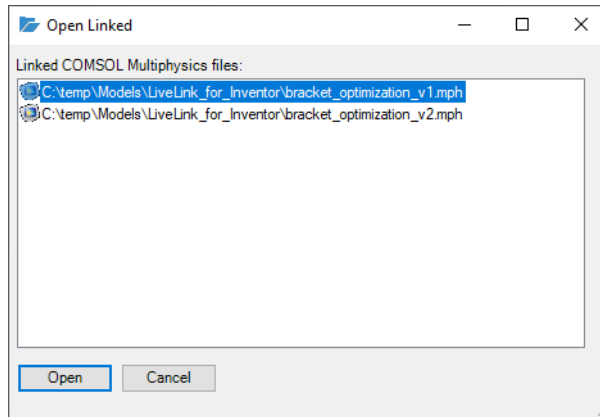 Open Linked
Linked COMSOL Multiphysics files:
C:\temp\Models\LiveLink_for_Inventor\bracket_optimization_v1.mph
C:\temp\Models\LiveLink_for_Inventor\bracket_optimization_v2.mph
Open Cancel